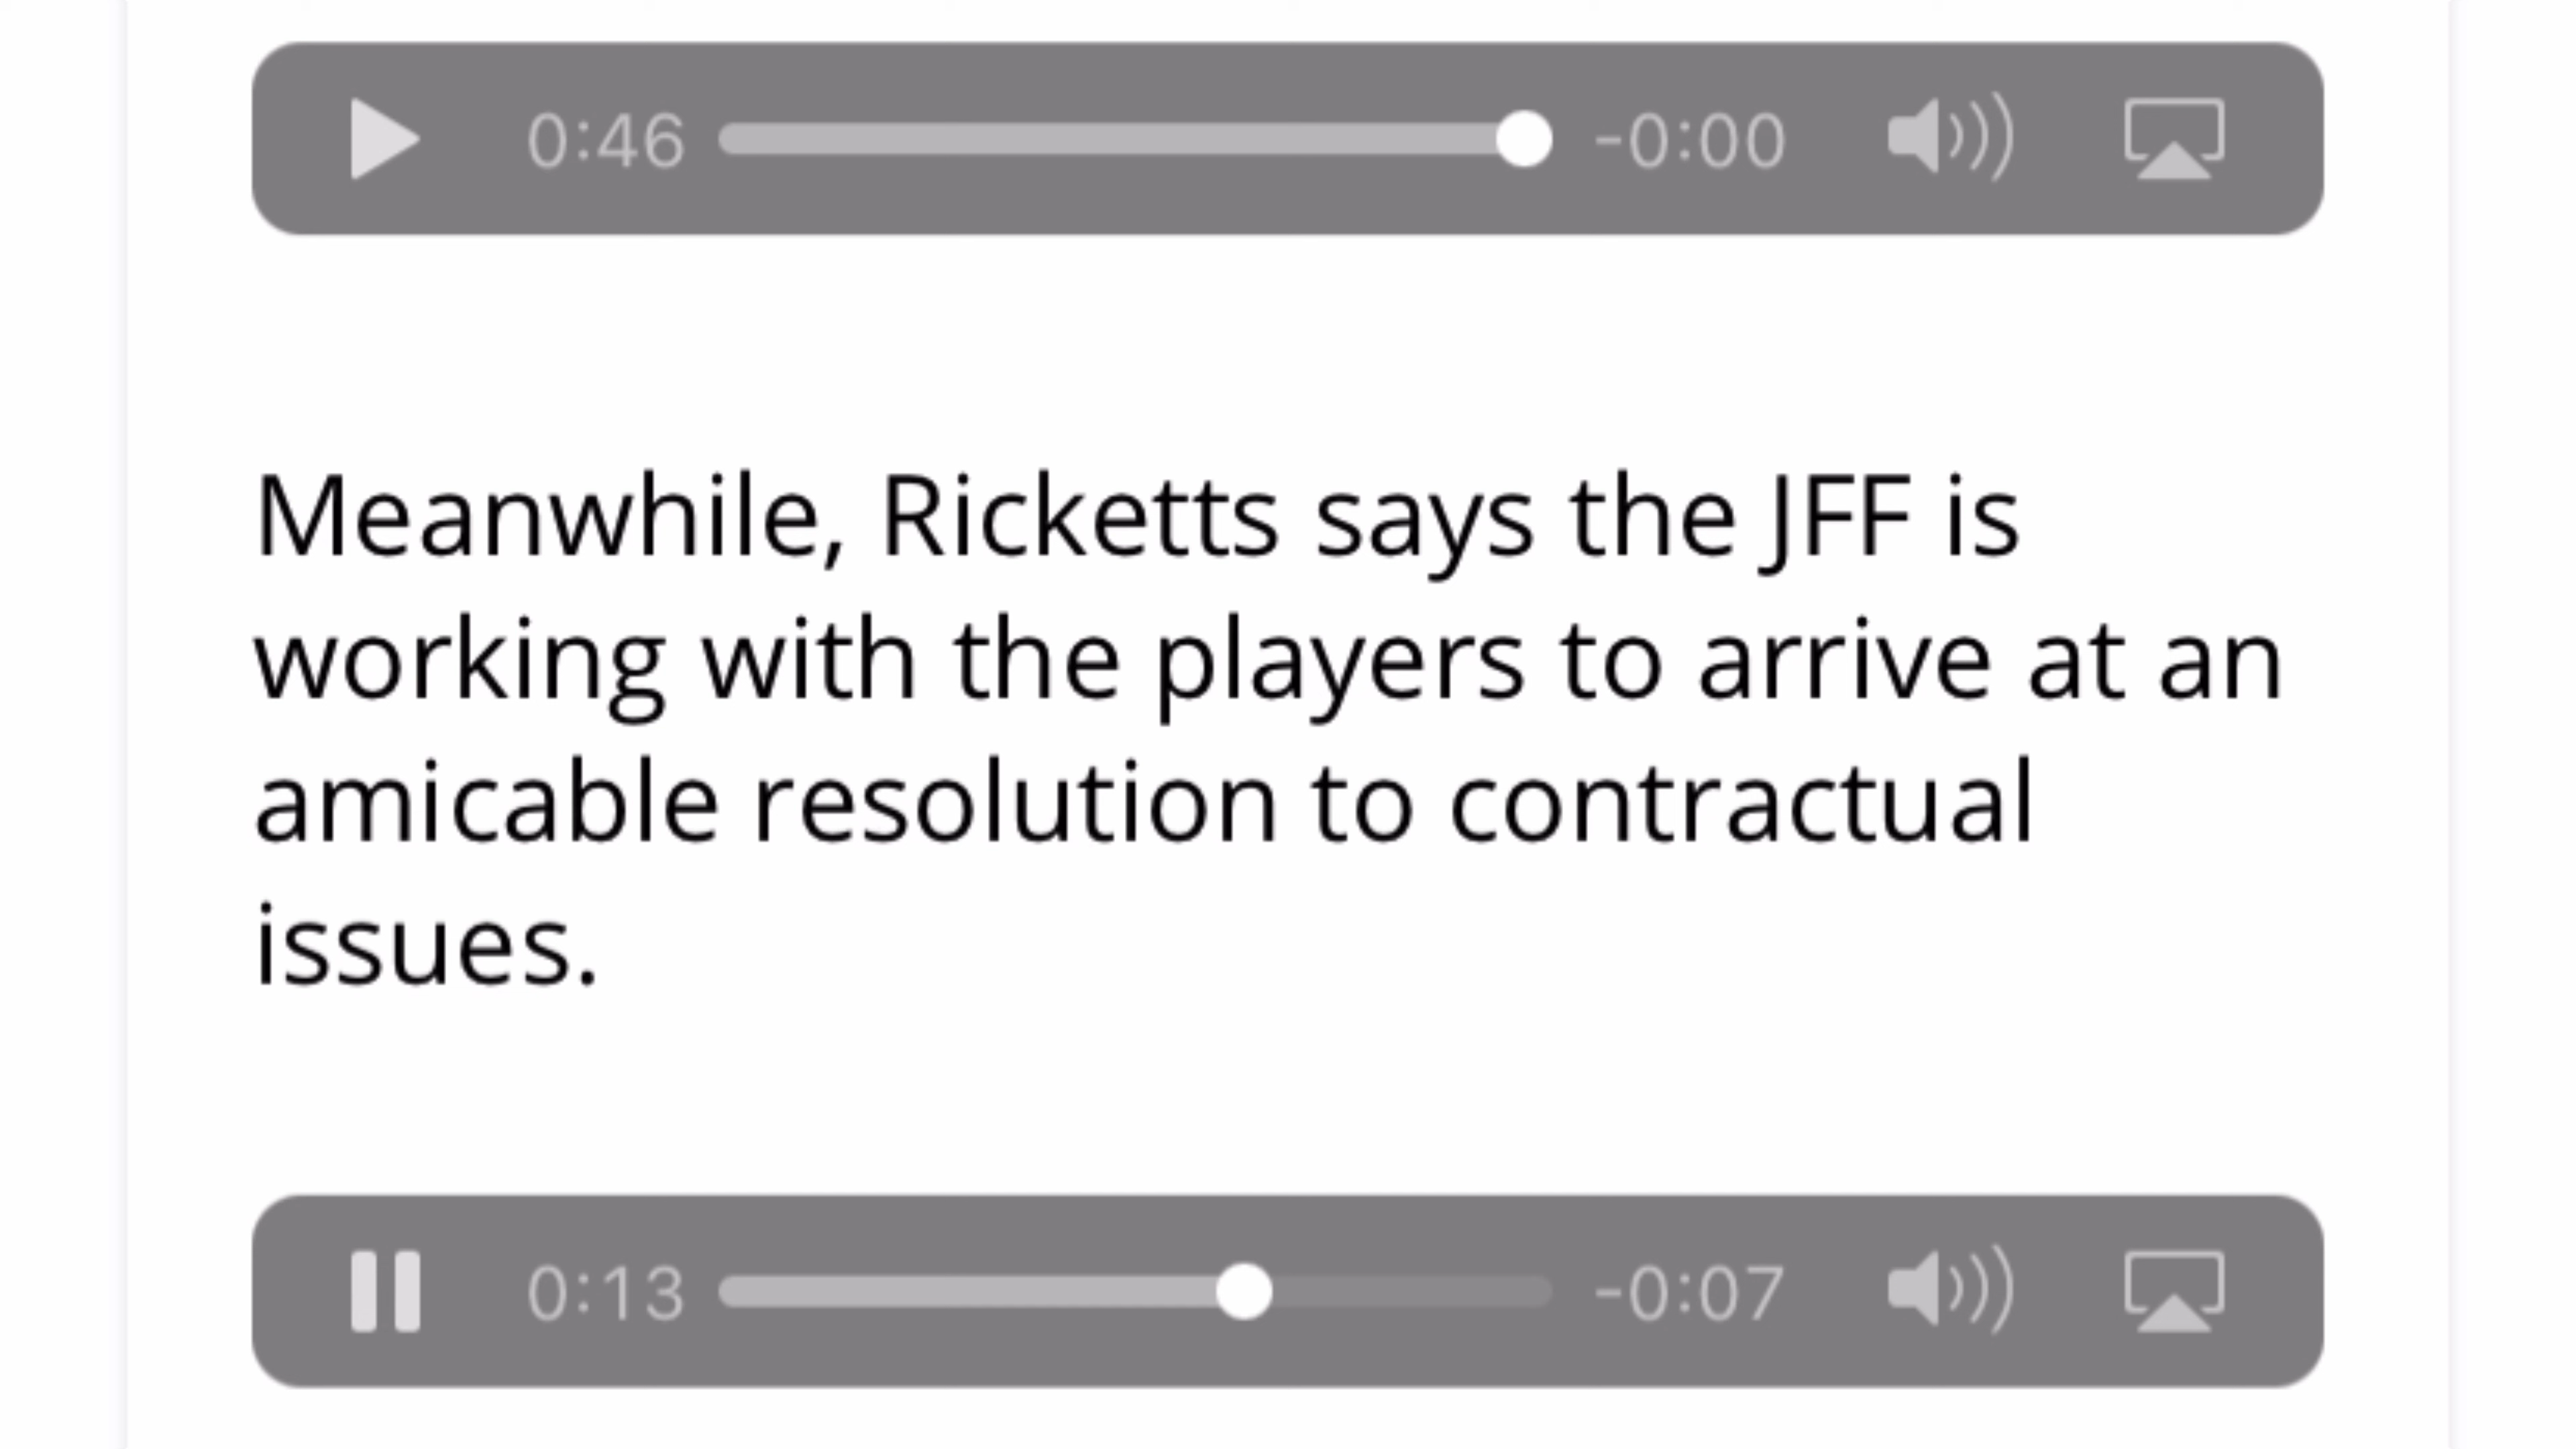 0:46 -0:00
Meanwhile, Ricketts says the JFF is
working with the players to arrive at an
amicable resolution to contractual
issues.
0:13 -0:07